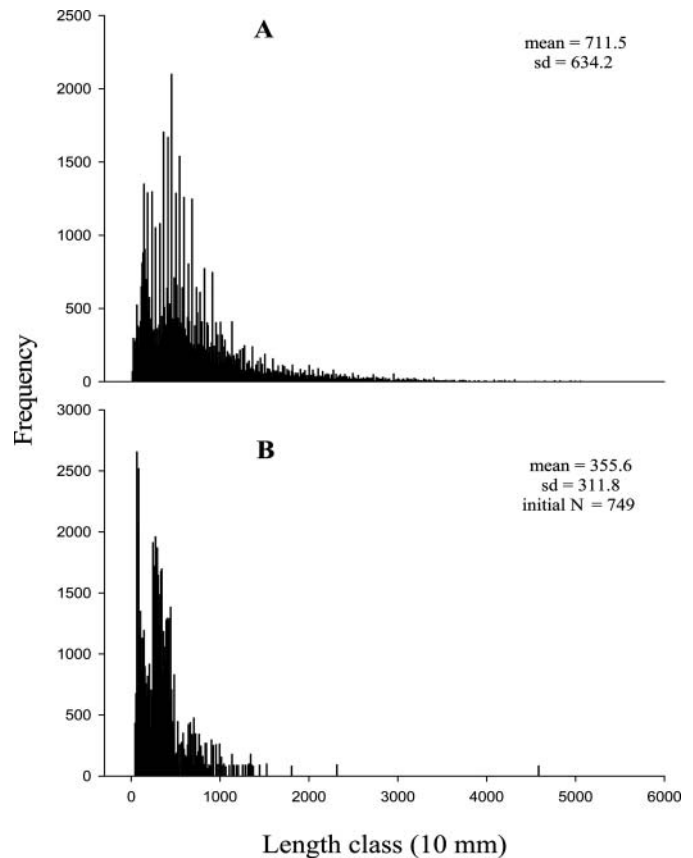 A
mean = 711.5
sd = 634.2
2500
2000
1500
1000
500
0
Frequency
B
mean = 355.6
sd = 311.8
initial N = 749
3000
2500
2000
1500
1000
500
0
0 1000 2000 3000 4000 5000 6000
Length class (10 mm)